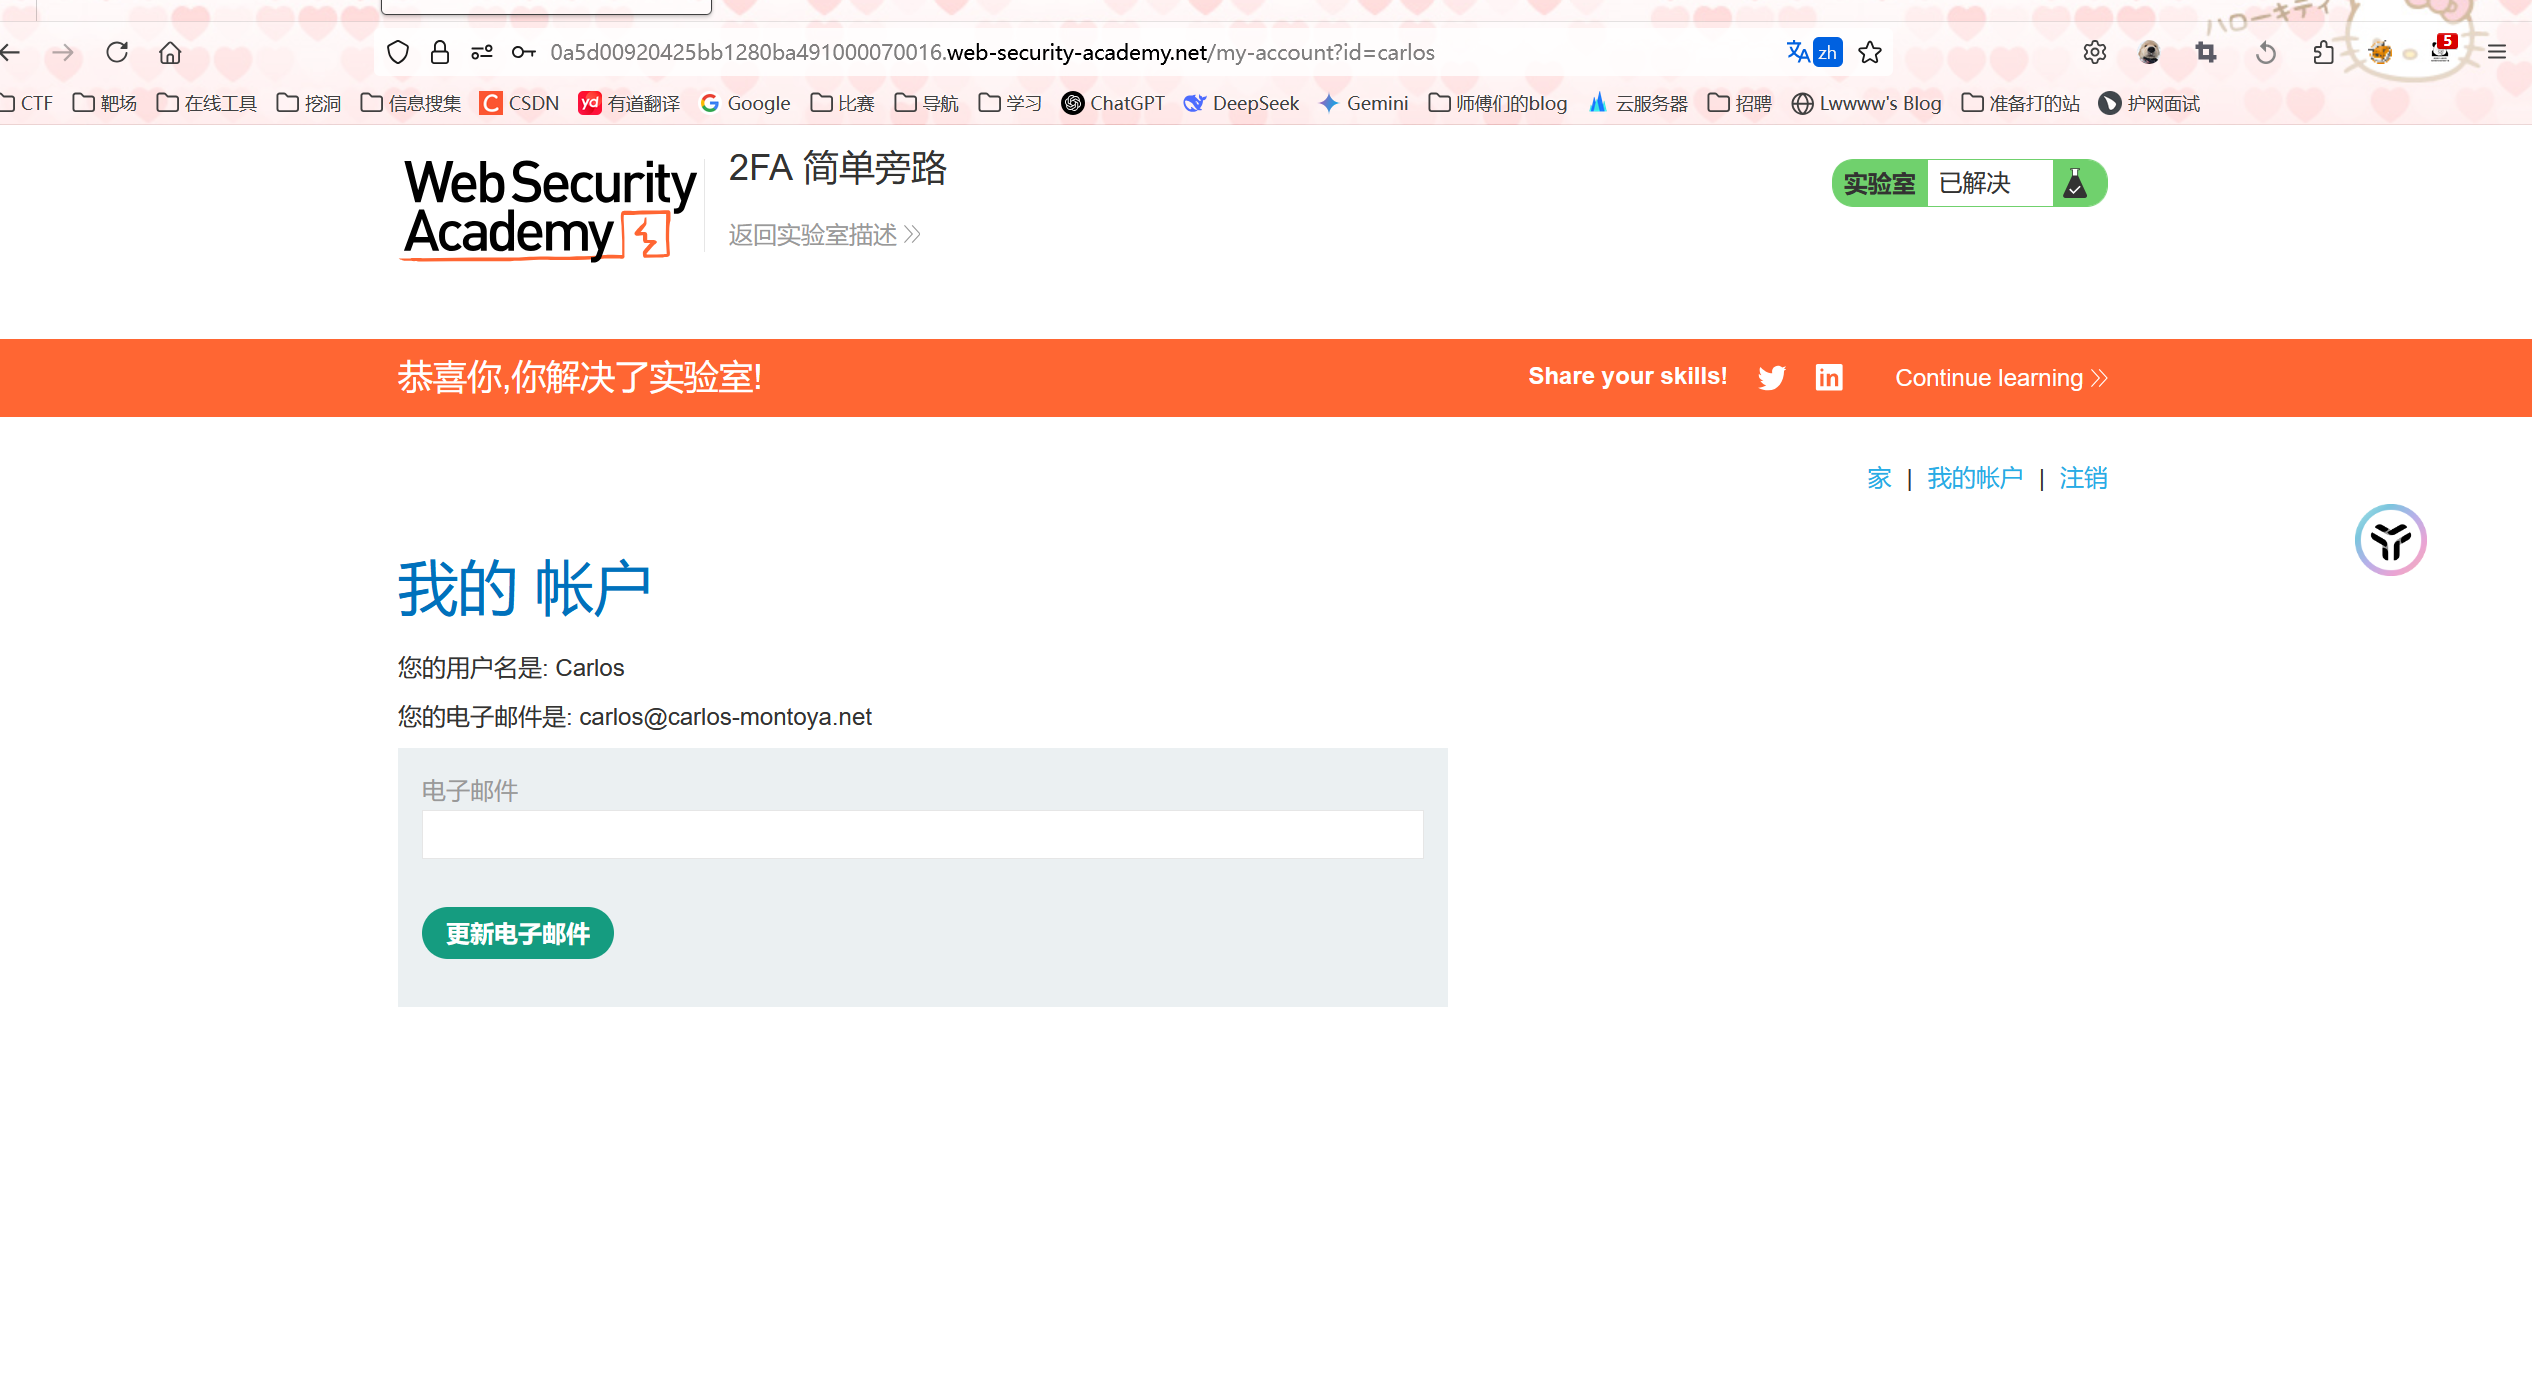 ハローキティ
0a5d00920425bb1280ba491000070016.web-security-academy.net/my-account?id=carlos
zh
5
CTF 靶场 在线工具 挖洞 信息搜集 CSDN yd 有道翻译 Google 比赛 导航 学习 ChatGPT DeepSeek Gemini 师傅们的blog 云服务器 招聘 Lwwww's Blog 准备打的站 护网面试
Web Security Academy
2FA 简单旁路
返回实验室描述
实验室 已解决
恭喜你,你解决了实验室!
Share your skills! Continue learning
家 | 我的帐户 | 注销
我的 帐户
您的用户名是: Carlos
您的电子邮件是: carlos@carlos-montoya.net
电子邮件
更新电子邮件